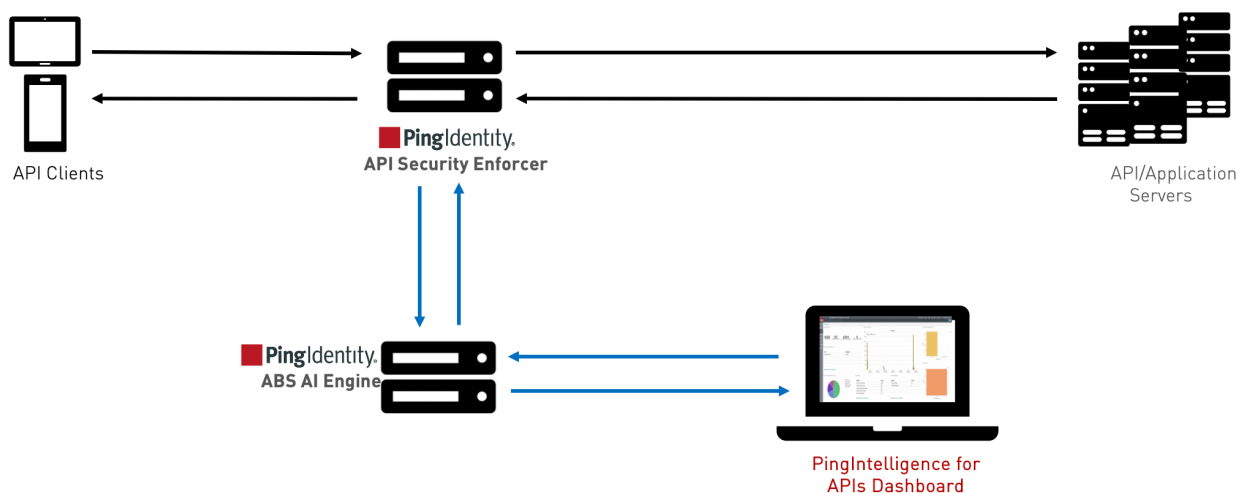 PingIdentity.
API Security Enforcer
API Clients
API/Application
Servers
PingIdentity.
ABS AI Engine
PingIntelligence for
APIs Dashboard